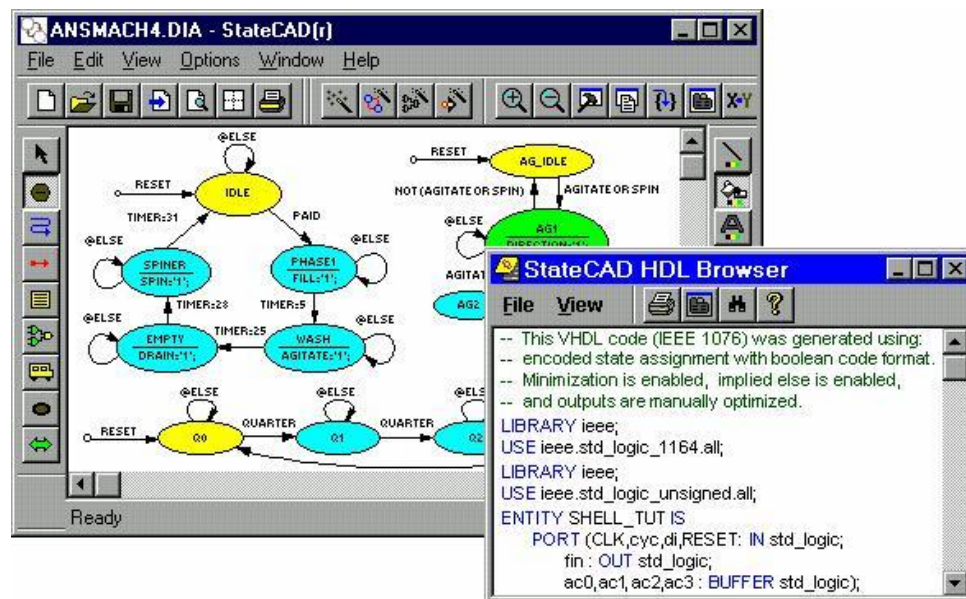 ANSMACH4.DIA - StateCAD(r)
File Edit View Options Window Help
X Y
@ELSE
RESET
IDLE
TIMER=31
PAID
@ELSE
SPINER
SPIN='1';
PHASE1
FILL='1';
@ELSE
TIMER=28
TIMER=5
@ELSE
EMPTY
DRAIN='1';
TIMER=25
WASH
AGITATE='1';
@ELSE
RESET
AG_IDLE
NOT (AGITATE OR SPIN)
AGITATE OR SPIN
@ELSE
AG1
DIRECTION='1';
AG2
@ELSE
@ELSE
RESET
Q0
QUARTER
Q1
QUARTER
Q2
Ready
StateCAD HDL Browser
File View
-- This VHDL code (IEEE 1076) was generated using:
-- encoded state assignment with boolean code format.
-- Minimization is enabled, implied else is enabled,
-- and outputs are manually optimized.
LIBRARY ieee;
USE ieee.std_logic_1164.all;
LIBRARY ieee;
USE ieee.std_logic_unsigned.all;
ENTITY SHELL_TUT IS
PORT (CLK,cyc,di,RESET: IN std_logic;
fin : OUT std_logic;
ac0,ac1,ac2,ac3 : BUFFER std_logic);